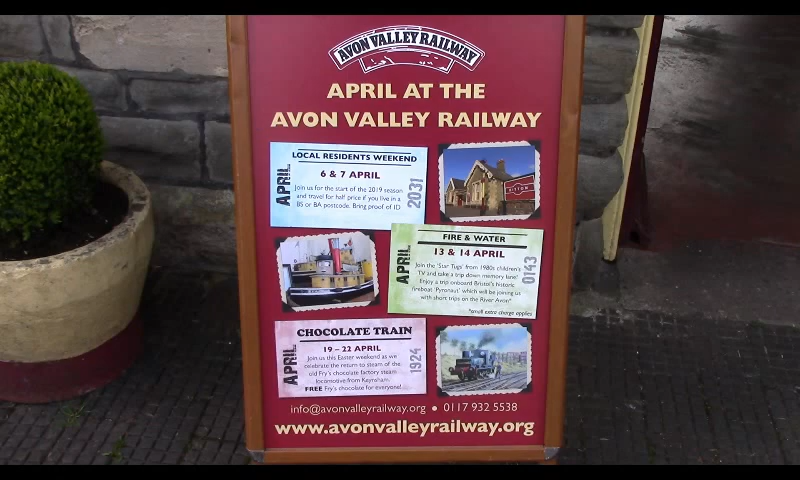 AVON VALLEY RAILWAY
APRIL AT THE
AVON VALLEY RAILWAY
LOCAL RESIDENTS WEEKEND
6 & 7 APRIL
Join us for the start of the 2019 season
and travel for half price if you live in a
BS or BA postcode. Bring proof of ID
APRIL
2031
BITTON
FIRE & WATER
13 & 14 APRIL
Join the 'Star Tugs' from 1980s children's
TV and take a trip down memory lane!
Enjoy a trip onboard Bristol's historic
fireboat 'Pyronaut' which will be joining us
with short trips on the River Avon*
*small extra charge applies
APRIL
0143
CHOCOLATE TRAIN
19 – 22 APRIL
Join us this Easter weekend as we
celebrate the return to steam of the
old Fry's chocolate factory steam
locomotive from Keynsham.
FREE Fry's chocolate for everyone!
APRIL
1924
info@avonvalleyrailway.org • 0117 932 5538
www.avonvalleyrailway.org